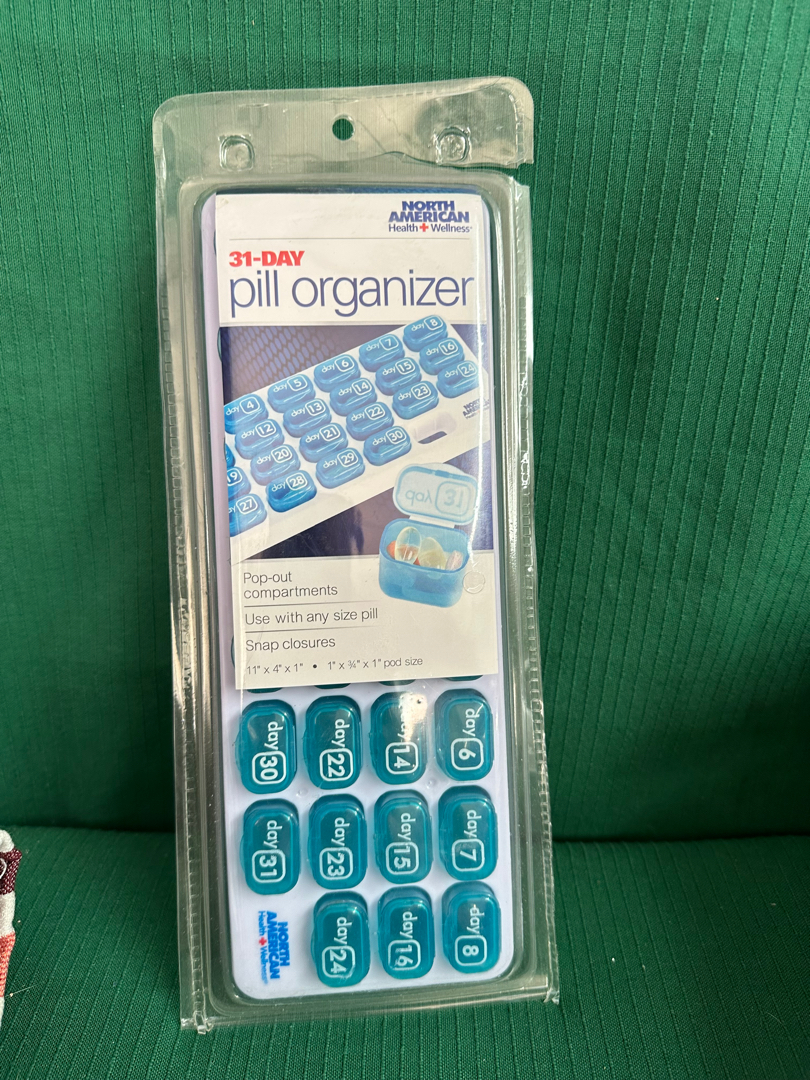 NORTH
AMERICAN
Health + Wellness
31-DAY
pill organizer
day 8
day 7
day 16
day 6
day 15
day 24
day 5
day 14
day 23
day 4
day 13
day 22
day 12
day 21
day 30
day 20
day 29
19
day 28
ay 27
day 31
Pop-out
compartments
Use with any size pill
Snap closures
11" x 4" x 1" • 1" x ¾" x 1" pod size
day 30
day 22
day 14
day 6
day 31
day 23
day 15
day 7
day 24
day 16
day 8
NORTH
AMERICAN
Health + Wellness